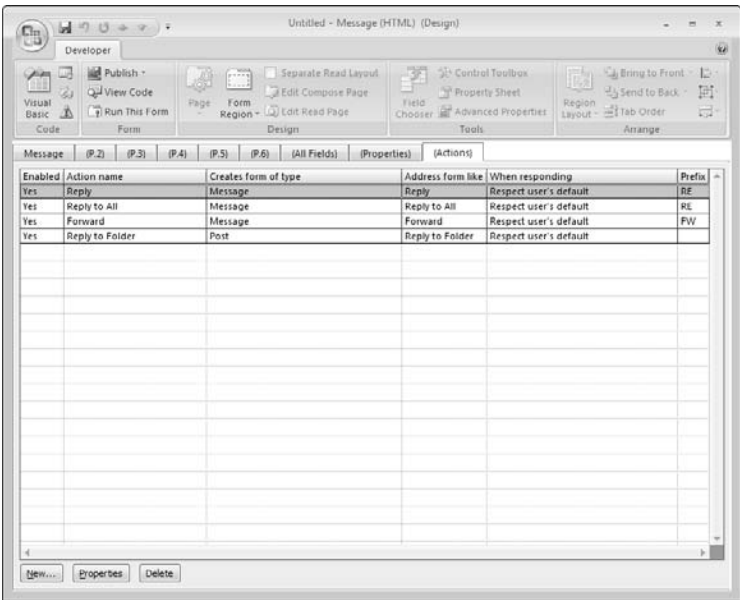 Untitled - Message (HTML) (Design)
Developer
Visual Basic
Code
Publish
View Code
Run This Form
Form
Page
Form Region
Separate Read Layout
Edit Compose Page
Edit Read Page
Design
Field Chooser
Control Toolbox
Property Sheet
Advanced Properties
Tools
Region Layout
Bring to Front
Send to Back
Tab Order
Arrange
Message (P.2) (P.3) (P.4) (P.5) (P.6) (All Fields) (Properties) (Actions)
Enabled Action name Creates form of type Address form like When responding Prefix
Yes Reply Message Reply Respect user's default RE
Yes Reply to All Message Reply to All Respect user's default RE
Yes Forward Message Forward Respect user's default FW
Yes Reply to Folder Post Reply to Folder Respect user's default
New... Properties Delete